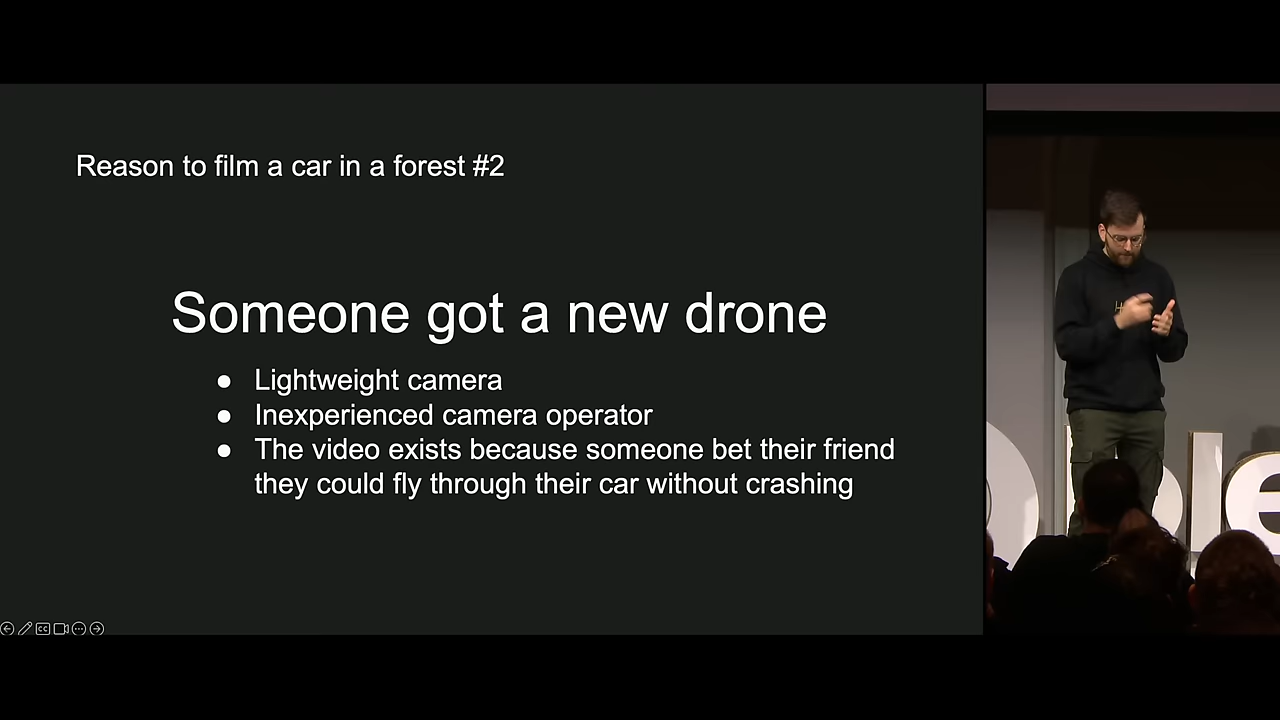 Reason to film a car in a forest #2
Someone got a new drone
● Lightweight camera
● Inexperienced camera operator
● The video exists because someone bet their friend
they could fly through their car without crashing